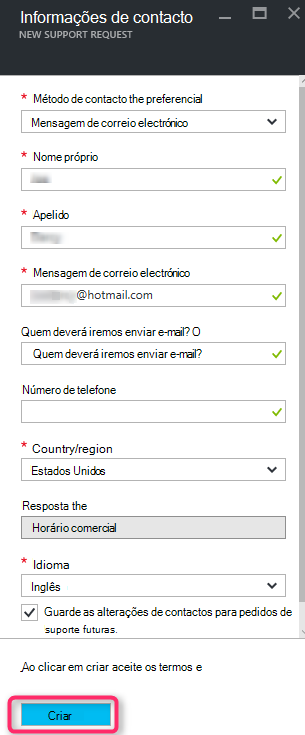 Informações de contacto
NEW SUPPORT REQUEST
* Método de contacto the preferencial
Mensagem de correio electrónico
* Nome próprio
* Apelido
* Mensagem de correio electrónico
@hotmail.com
Quem deverá iremos enviar e-mail? O
Quem deverá iremos enviar e-mail?
Número de telefone
* Country/region
Estados Unidos
Resposta the
Horário comercial
* Idioma
Inglês
Guarde as alterações de contactos para pedidos de
suporte futuras.
.Ao clicar em criar aceite os termos e
Criar